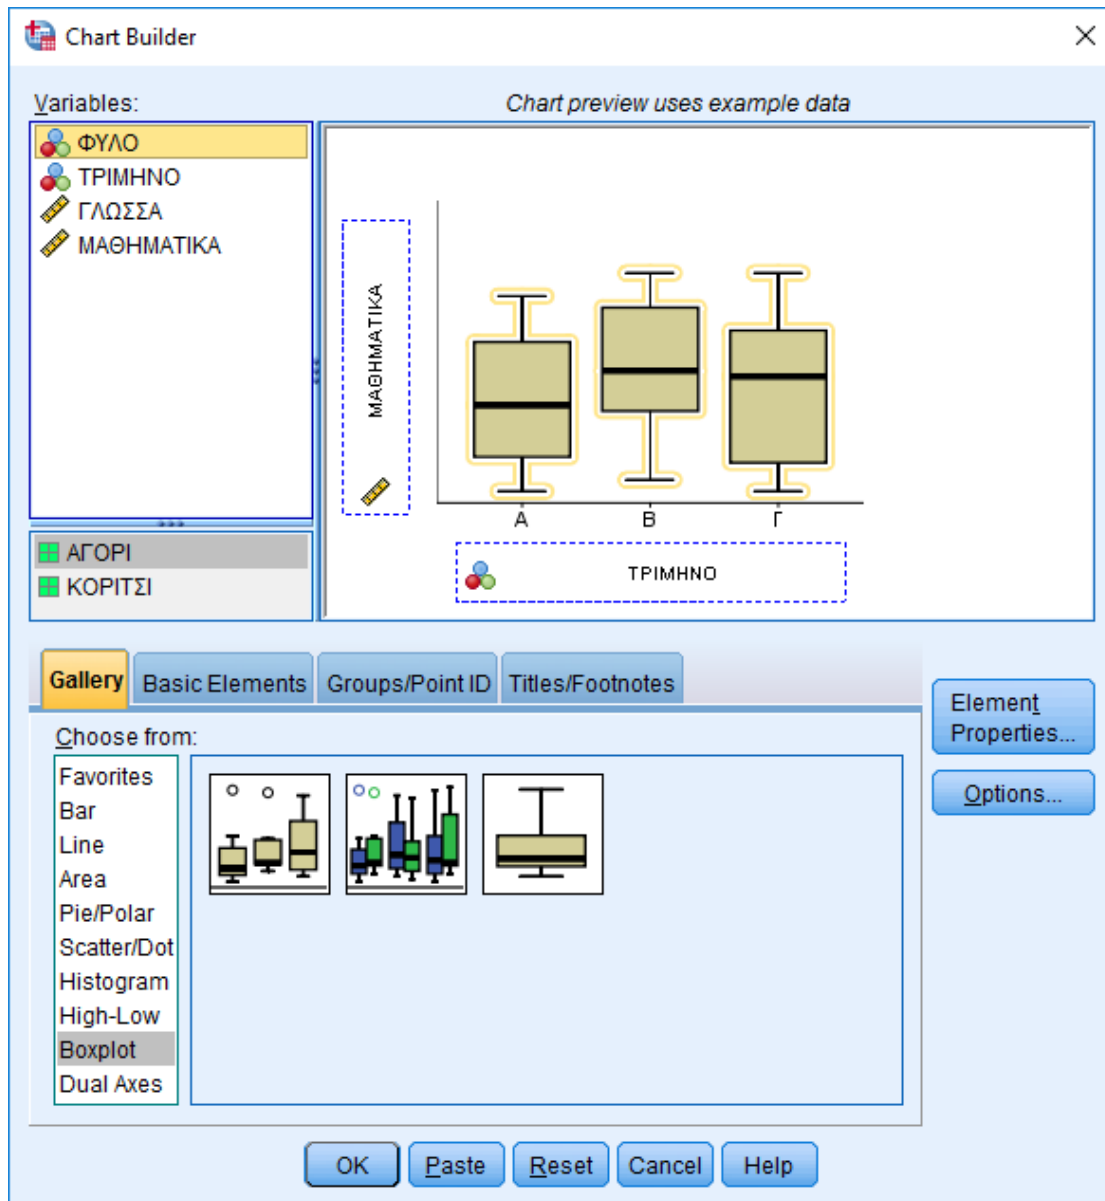 Chart Builder
Variables:
Chart preview uses example data
ΦΥΛΟ
ΤΡΙΜΗΝΟ
ΓΛΩΣΣΑ
ΜΑΘΗΜΑΤΙΚΑ
ΑΓΟΡΙ
ΚΟΡΙΤΣΙ
ΜΑΘΗΜΑΤΙΚΑ
Α Β Γ
ΤΡΙΜΗΝΟ
Gallery Basic Elements Groups/Point ID Titles/Footnotes
Choose from:
Favorites
Bar
Line
Area
Pie/Polar
Scatter/Dot
Histogram
High-Low
Boxplot
Dual Axes
Element
Properties...
Options...
OK Paste Reset Cancel Help